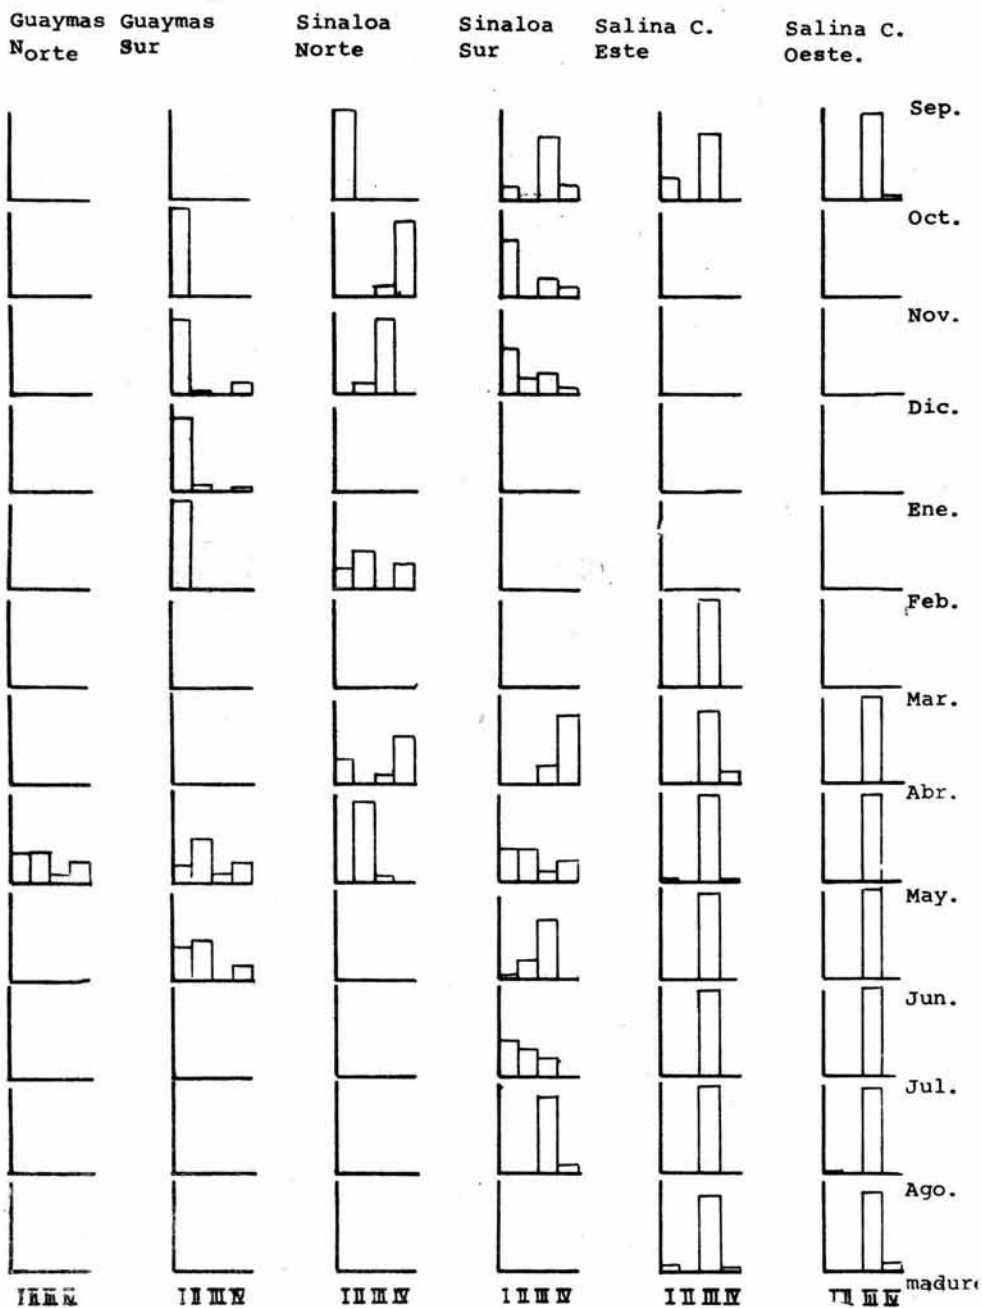 Guaymas Guaymas Sinaloa Sinaloa Salina C. Salina C.
Norte Sur Norte Sur Este Oeste.
Sep.
Oct.
Nov.
Dic.
Ene.
Feb.
Mar.
Abr.
May.
Jun.
Jul.
Ago.
madure
I II III IV I II III IV I II III IV I II III IV I II III IV I II III IV